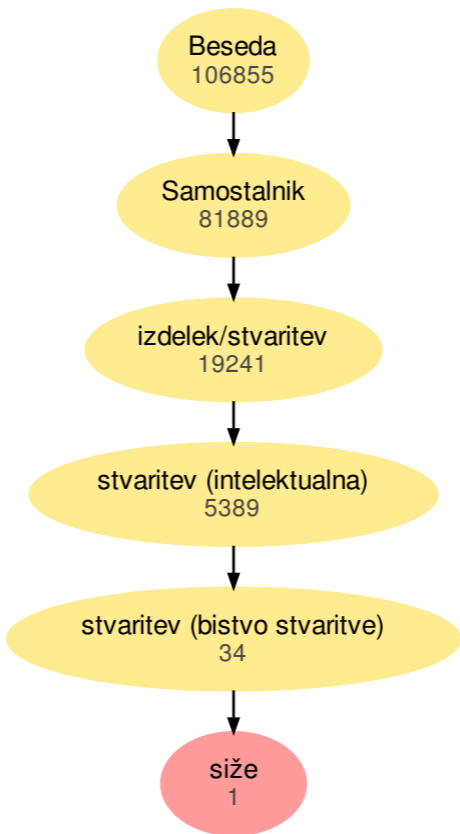 Beseda
106855
Samostalnik
81889
izdelek/stvaritev
19241
stvaritev (intelektualna)
5389
stvaritev (bistvo stvaritve)
34
siže
1